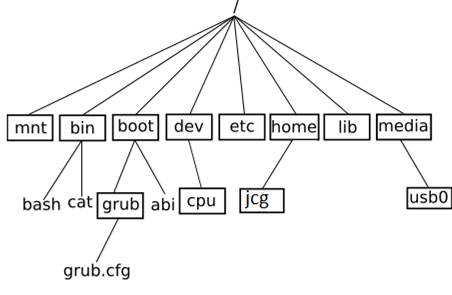 /
mnt bin boot dev etc home lib media
bash cat grub abi cpu jcg usb0
grub.cfg